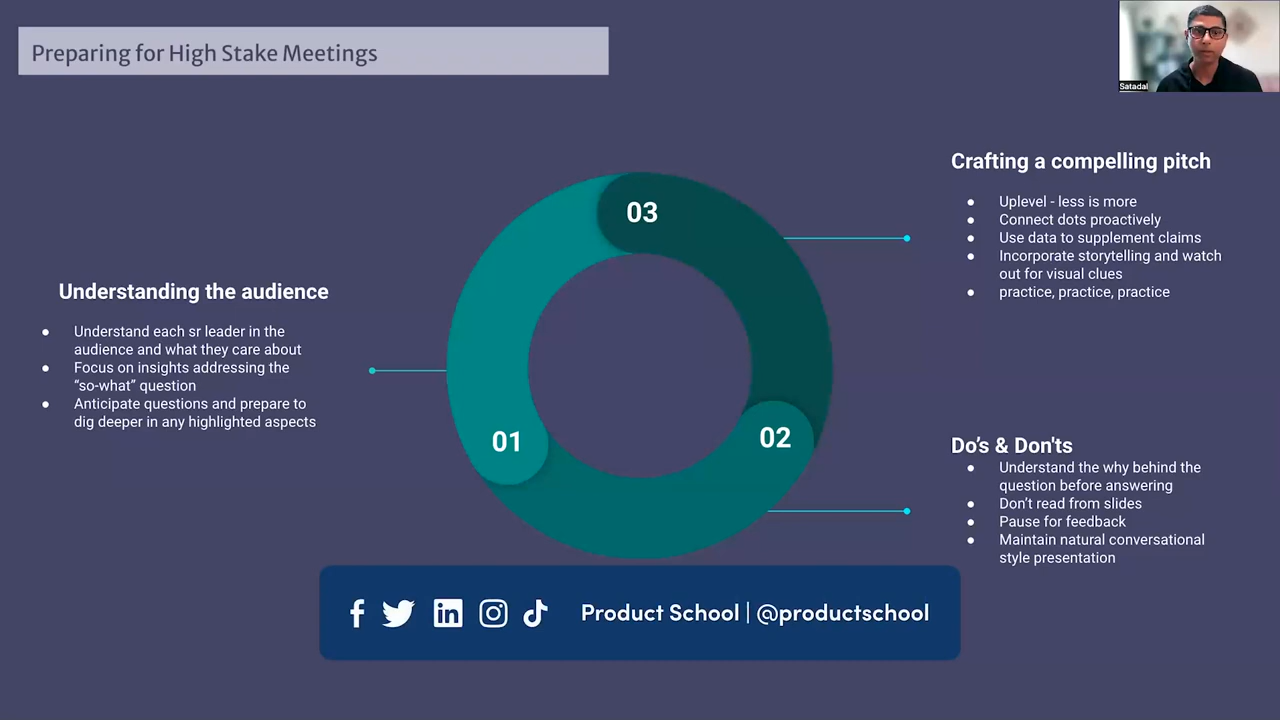 Preparing for High Stake Meetings
Satadal
Understanding the audience
● Understand each sr leader in the
audience and what they care about
● Focus on insights addressing the
“so-what” question
● Anticipate questions and prepare to
dig deeper in any highlighted aspects
03
01
02
Crafting a compelling pitch
● Uplevel - less is more
● Connect dots proactively
● Use data to supplement claims
● Incorporate storytelling and watch
out for visual clues
● practice, practice, practice
Do’s & Don'ts
● Understand the why behind the
question before answering
● Don’t read from slides
● Pause for feedback
● Maintain natural conversational
style presentation
Product School | @productschool